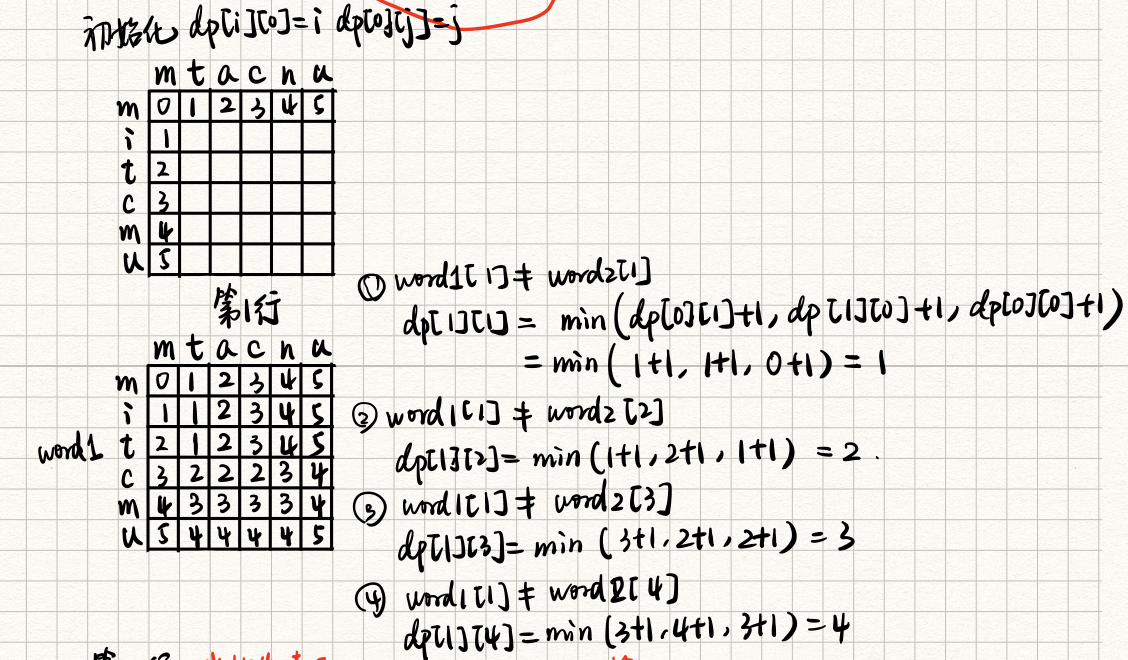 初始化 dp[i][0]=i dp[0][j]=j
m t a c n u
m 0 1 2 3 4 5
i 1
t 2
c 3
m 4
u 5
第1行
m t a c n u
m 0 1 2 3 4 5
i 1 1 2 3 4 5
word1 t 2 1 2 3 4 5
c 3 2 2 2 3 4
m 4 3 3 3 3 4
u 5 4 4 4 4 5
① word1[1]≠ word2[1]
dp[1][1] = min(dp[0][1]+1, dp[1][0]+1, dp[0][0]+1)
= min( 1+1, 1+1, 0+1) = 1
② word1[1] ≠ word2[2]
dp[1][2]= min(1+1, 2+1, 1+1) = 2 .
③ word1[1]≠ word2[3]
dp[1][3]= min (3+1, 2+1, 2+1) = 3
④ word1[1] ≠ word2[4]
dp[1][4]=min (3+1, 4+1, 3+1) = 4